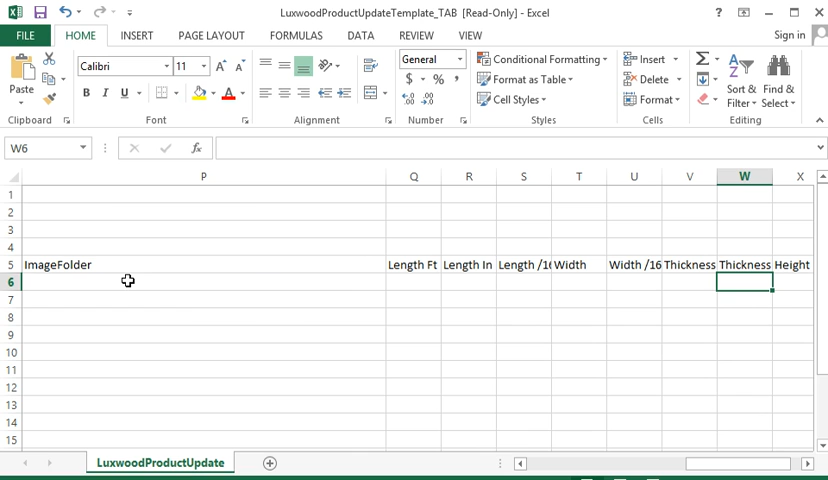 LuxwoodProductUpdateTemplate_TAB [Read-Only] - Excel
FILE HOME INSERT PAGE LAYOUT FORMULAS DATA REVIEW VIEW Sign in
Paste
Clipboard
Calibri 11
B I U
Font
Alignment
General
$ % ,
Number
Conditional Formatting
Format as Table
Cell Styles
Styles
Insert
Delete
Format
Cells
Sort & Filter
Find & Select
Editing
W6 fx
P Q R S T U V W X
1
2
3
4
5 ImageFolder Length Ft Length In Length /16 Width Width /16 Thickness Thickness Height
6
7
8
9
10
11
12
13
14
15
LuxwoodProductUpdate